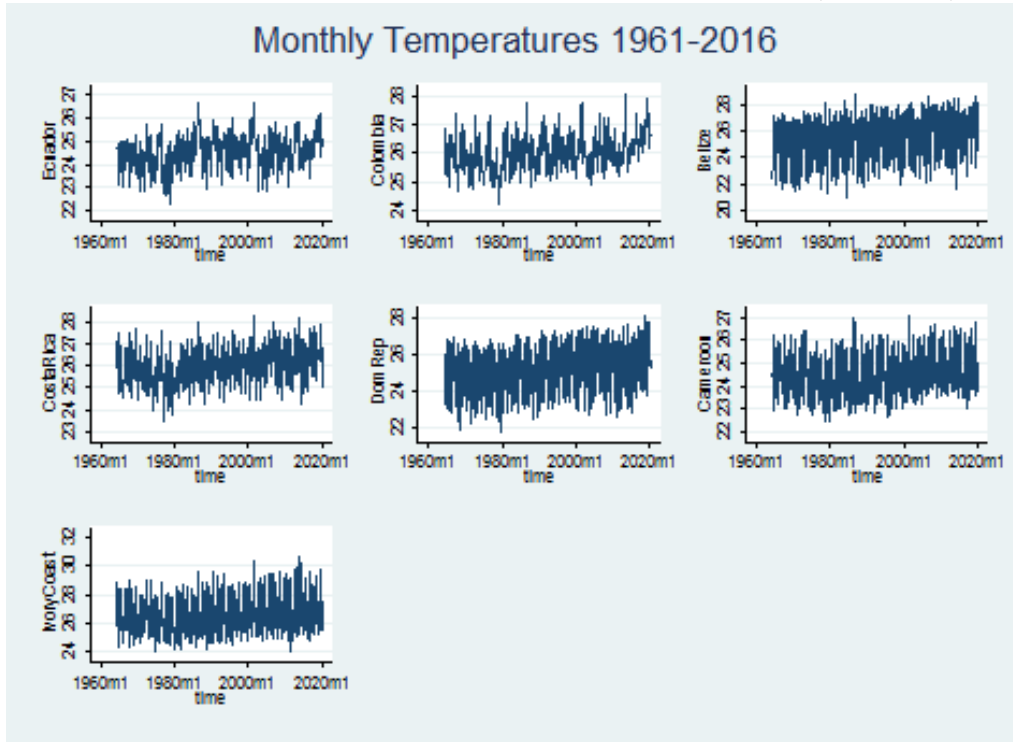 Monthly Temperatures 1961-2016
Ecuador
27
26
25
24
23
22
1960m1 1980m1 2000m1 2020m1
time
Colombia
28
27
26
25
24
1960m1 1980m1 2000m1 2020m1
time
Belize
28
26
24
22
20
1960m1 1980m1 2000m1 2020m1
time
CostaRica
28
27
26
25
24
23
1960m1 1980m1 2000m1 2020m1
time
Dom Rep
28
26
24
22
1960m1 1980m1 2000m1 2020m1
time
Cameroon
27
26
25
24
23
22
1960m1 1980m1 2000m1 2020m1
time
IvoryCoast
32
30
28
26
24
1960m1 1980m1 2000m1 2020m1
time